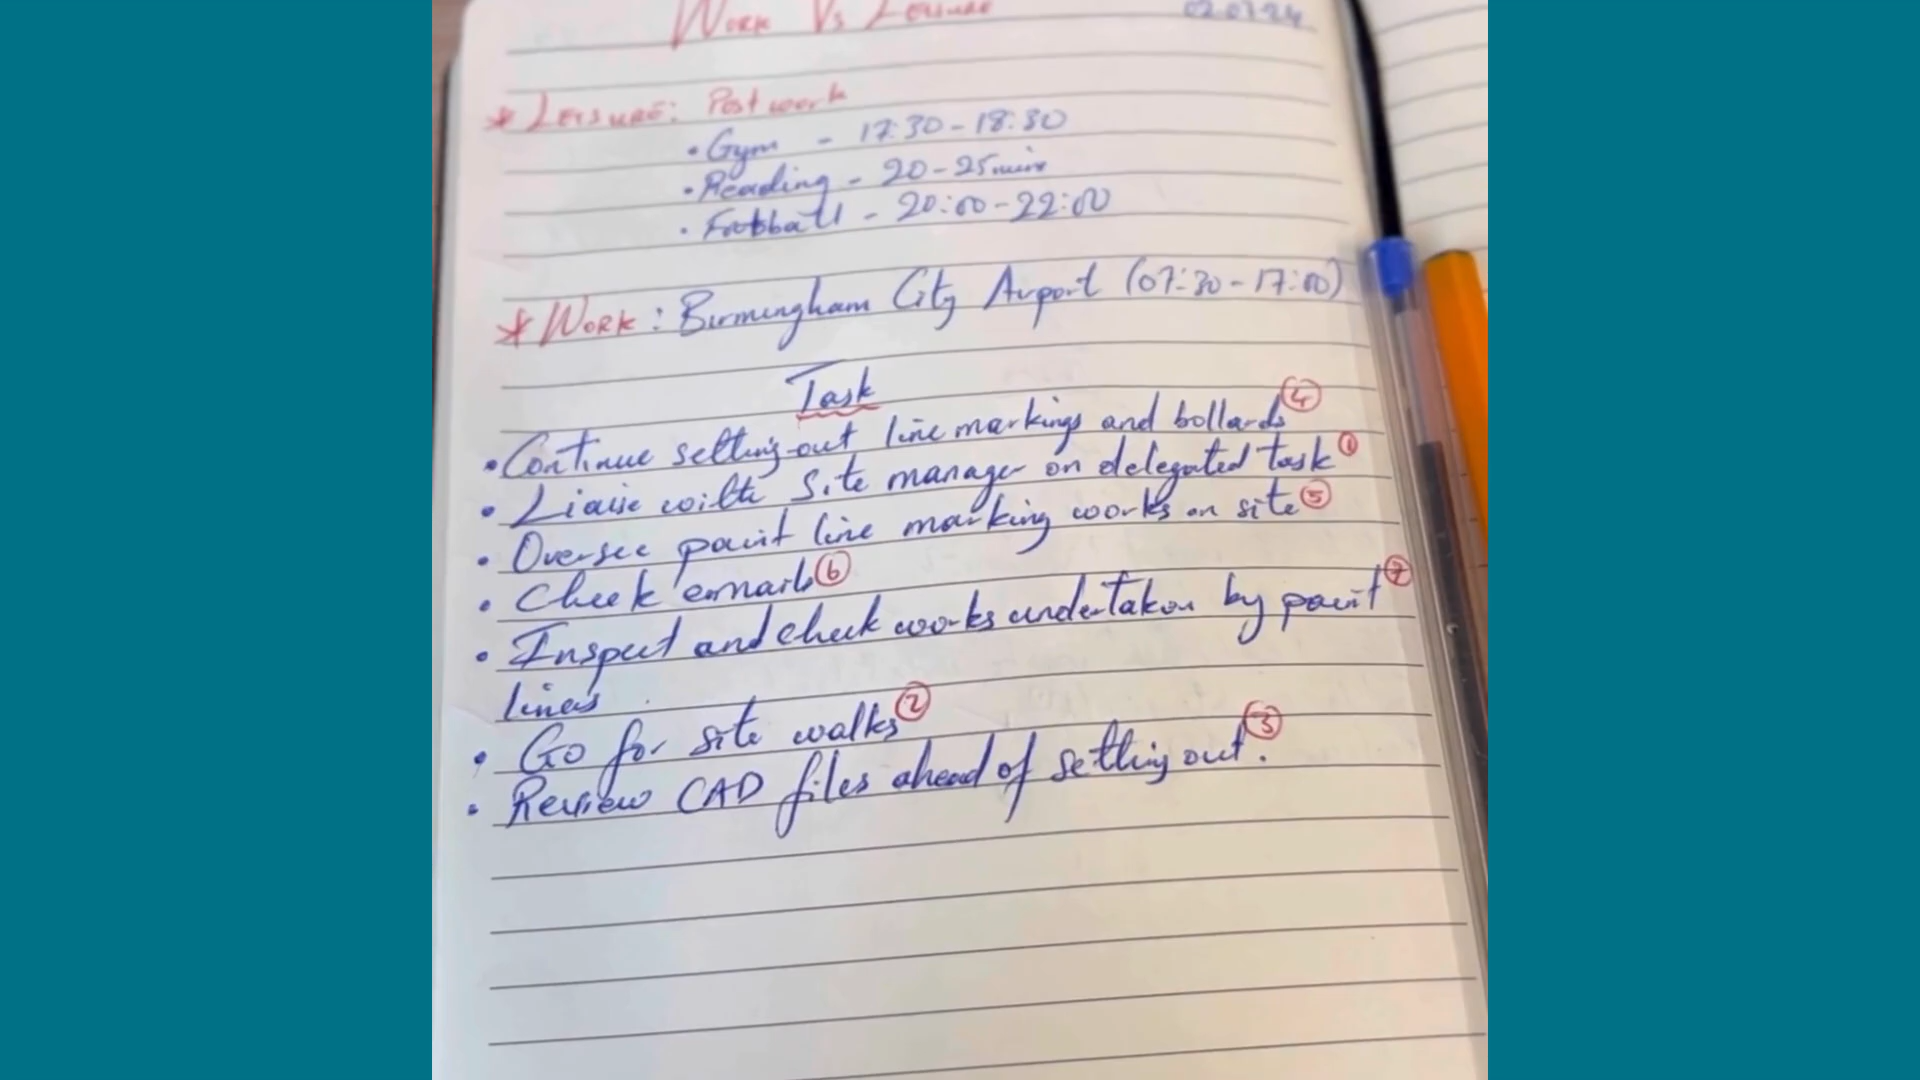 Work Vs Leisure 02.07.24
* Leisure: Post work
• Gym - 17:30-18:30
• Reading - 20-25mins
• Football - 20:00-22:00
* Work: Birmingham City Airport (07:30-17:00)
Task
• Continue setting-out line markings and bollards ④
• Liaise with Site manager on delegated task ①
• Oversee paint line marking works on site ⑤
• Check emails ⑥
• Inspect and check works undertaken by paint ⑦
lines
• Go for site walks ②
• Review CAD files ahead of setting out. ③